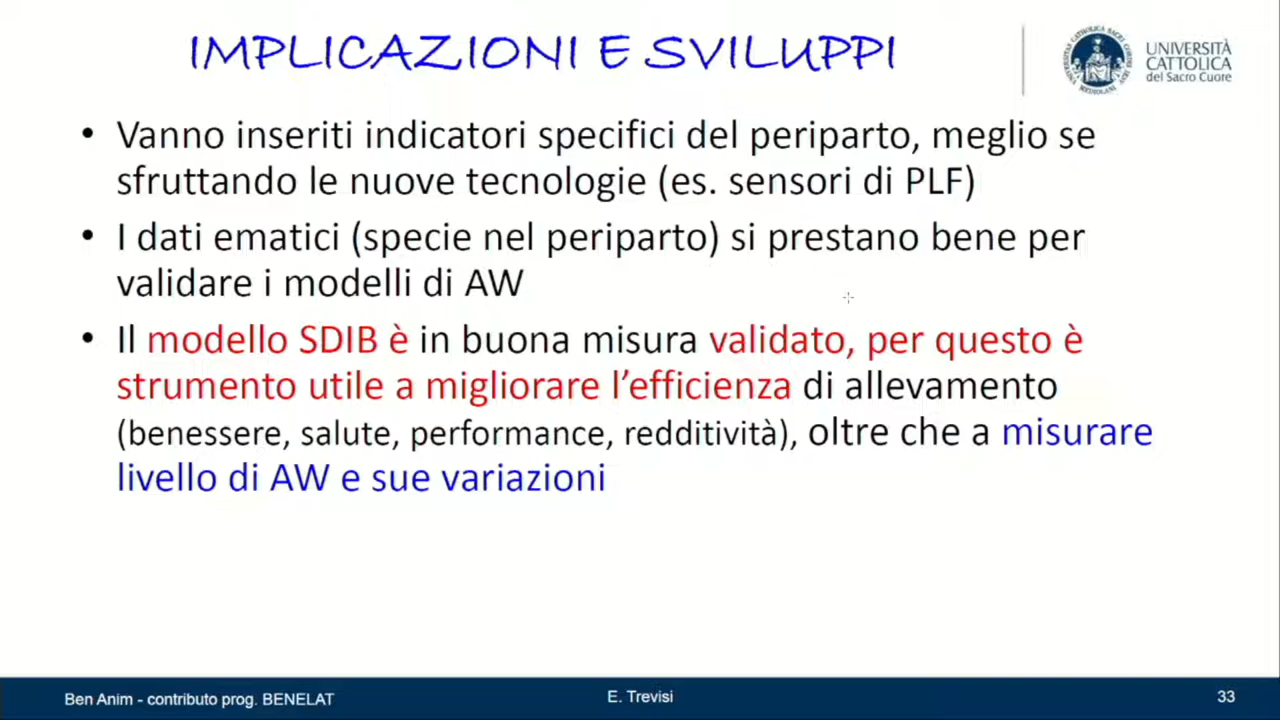 IMPLICAZIONI E SVILUPPI
UNIVERSITÀ
CATTOLICA
del Sacro Cuore
• Vanno inseriti indicatori specifici del periparto, meglio se
sfruttando le nuove tecnologie (es. sensori di PLF)
• I dati ematici (specie nel periparto) si prestano bene per
validare i modelli di AW
• Il modello SDIB è in buona misura validato, per questo è
strumento utile a migliorare l’efficienza di allevamento
(benessere, salute, performance, redditività), oltre che a misurare
livello di AW e sue variazioni
Ben Anim - contributo prog. BENELAT
E. Trevisi
33